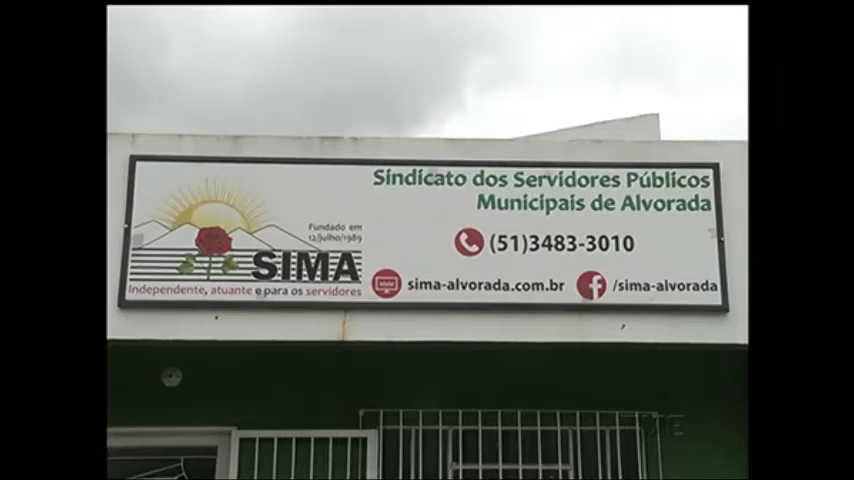 Sindicato dos Servidores Públicos
Municipais de Alvorada
Fundado em
12/Julho/1989
SIMA
Independente, atuante e para os servidores
(51)3483-3010
sima-alvorada.com.br
/sima-alvorada